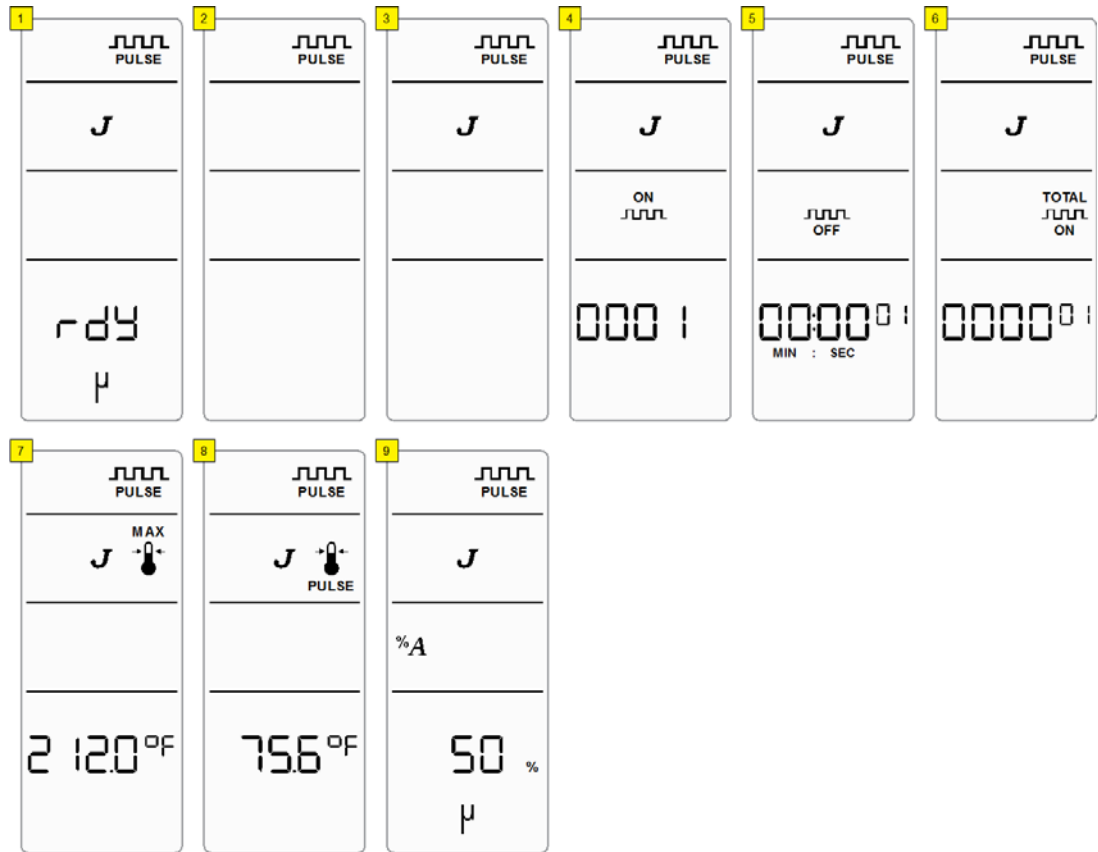 1
PULSE
J
rdy
µ
2
PULSE
3
PULSE
J
4
PULSE
J
ON
0001
5
PULSE
J
OFF
00:00 01
MIN : SEC
6
PULSE
J
TOTAL
ON
0000 01
7
PULSE
MAX
J
212.0°F
8
PULSE
J
PULSE
75.6°F
9
PULSE
J
%A
50 %
µ